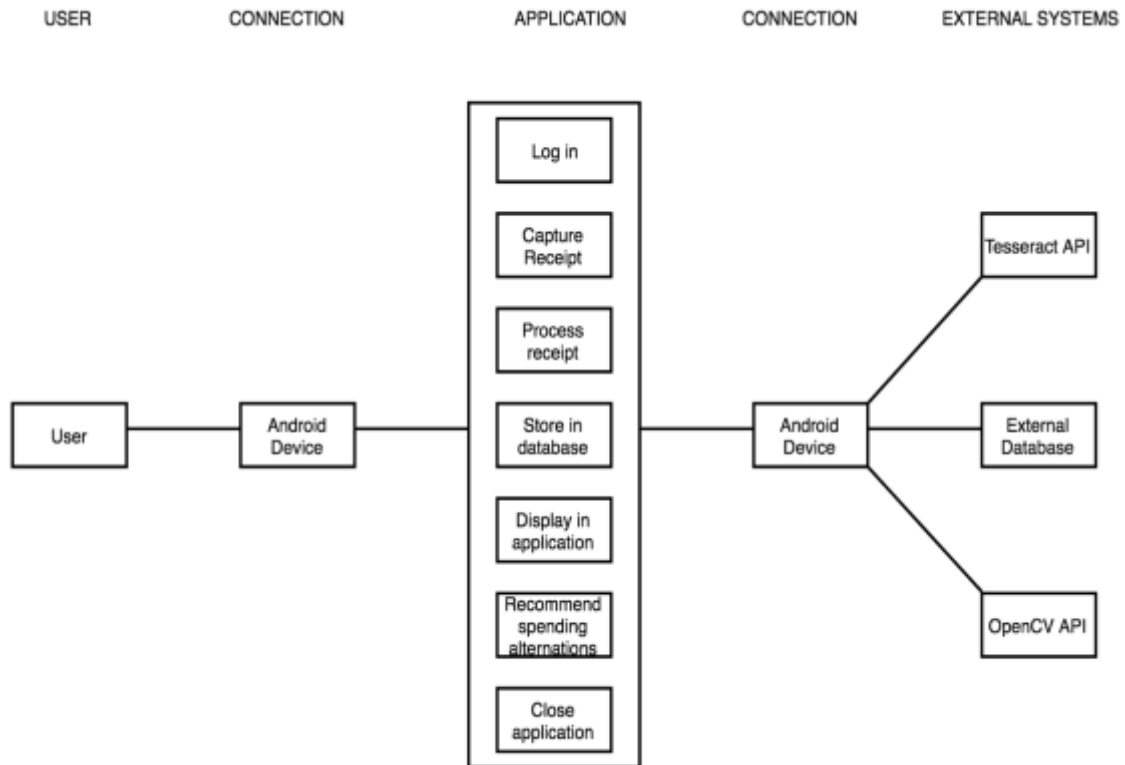 USER
CONNECTION
APPLICATION
CONNECTION
EXTERNAL SYSTEMS
Log in
Capture
Receipt
Process
receipt
Store in
database
Display in
application
Recommend
spending
alternations
Close
application
User
Android
Device
Android
Device
Tesseract API
External
Database
OpenCV API